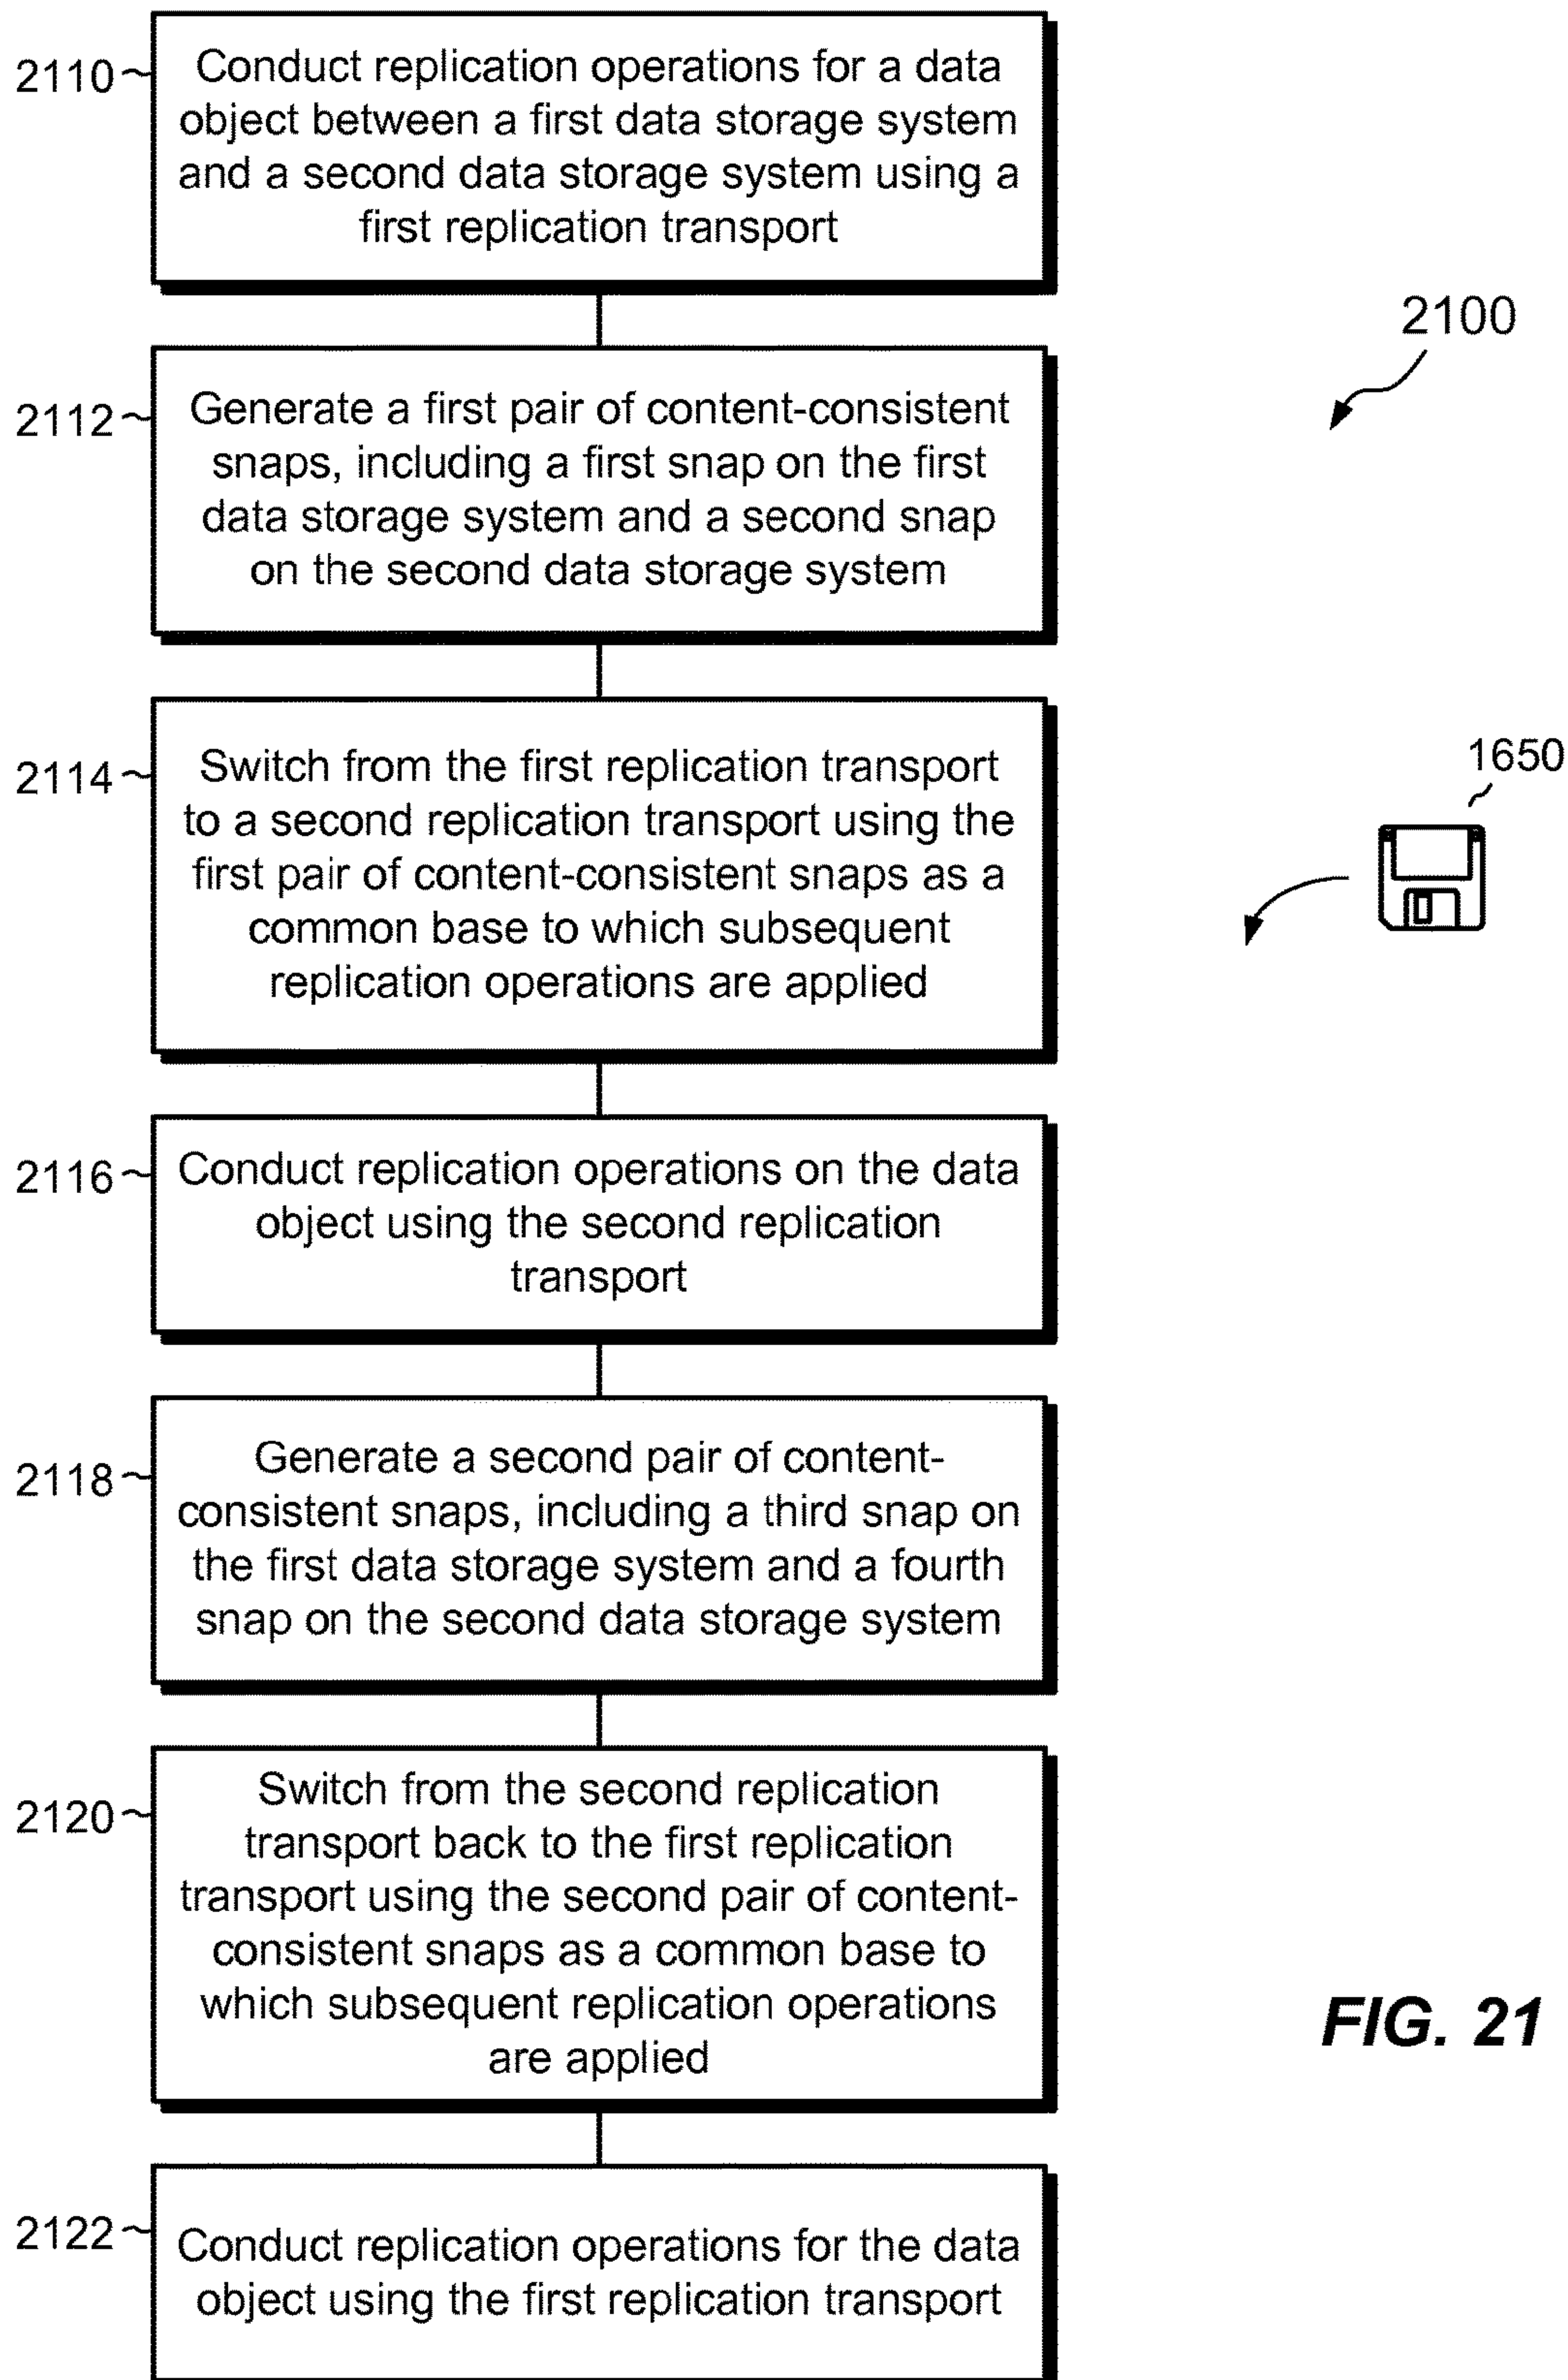 2110
Conduct replication operations for a data
object between a first data storage system
and a second data storage system using a
first replication transport
2100
2112
Generate a first pair of content-consistent
snaps, including a first snap on the first
data storage system and a second snap
on the second data storage system
2114
Switch from the first replication transport
to a second replication transport using the
first pair of content-consistent snaps as a
common base to which subsequent
replication operations are applied
1650
2116
Conduct replication operations on the data
object using the second replication
transport
2118
Generate a second pair of content-
consistent snaps, including a third snap on
the first data storage system and a fourth
snap on the second data storage system
2120
Switch from the second replication
transport back to the first replication
transport using the second pair of content-
consistent snaps as a common base to
which subsequent replication operations
are applied
FIG. 21
2122
Conduct replication operations for the data
object using the first replication transport